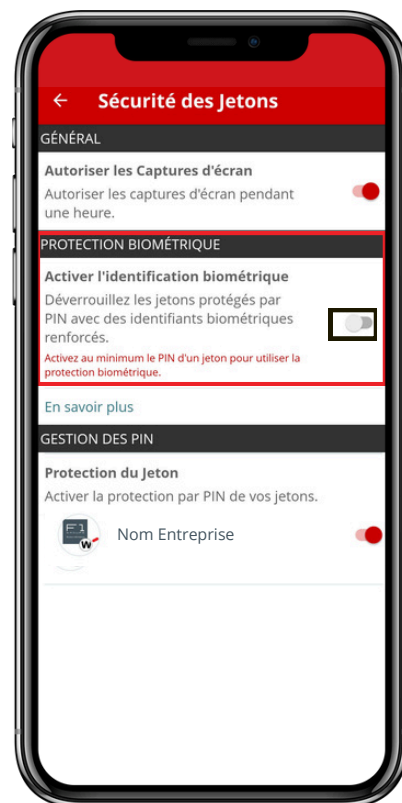 Sécurité des Jetons
GÉNÉRAL
Autoriser les Captures d'écran
Autoriser les captures d'écran pendant
une heure.
PROTECTION BIOMÉTRIQUE
Activer l'identification biométrique
Déverrouillez les jetons protégés par
PIN avec des identifiants biométriques
renforcés.
Activez au minimum le PIN d'un jeton pour utiliser la
protection biométrique.
En savoir plus
GESTION DES PIN
Protection du Jeton
Activer la protection par PIN de vos jetons.
F1
W
Nom Entreprise